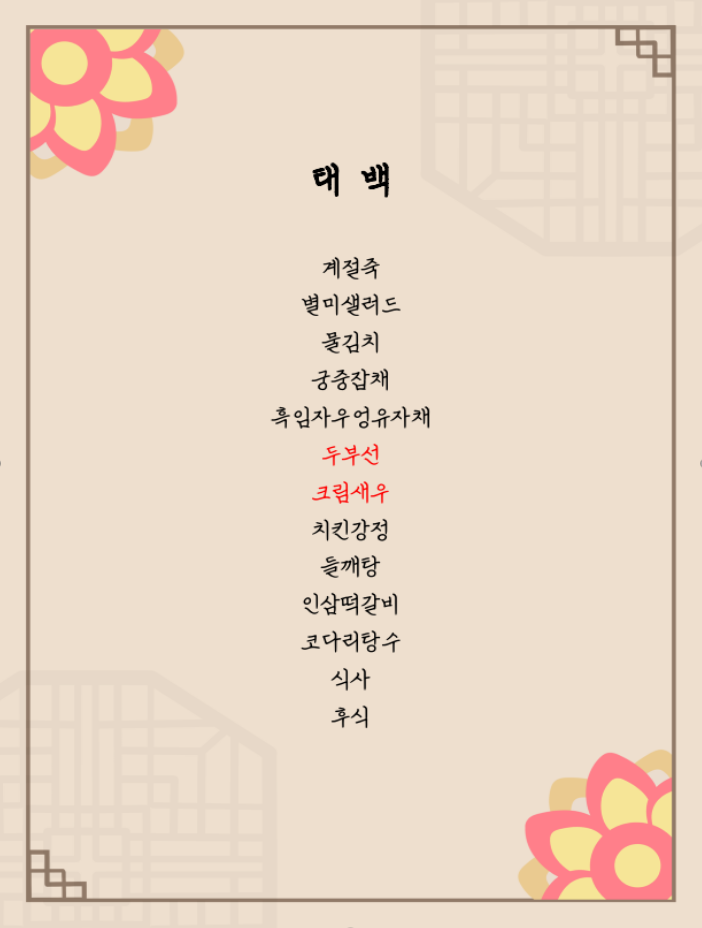 태 백
계절죽
별미샐러드
물김치
궁중잡채
흑임자우엉유자채
두부선
크림새우
치킨강정
들깨탕
인삼떡갈비
코다리탕수
식사
후식